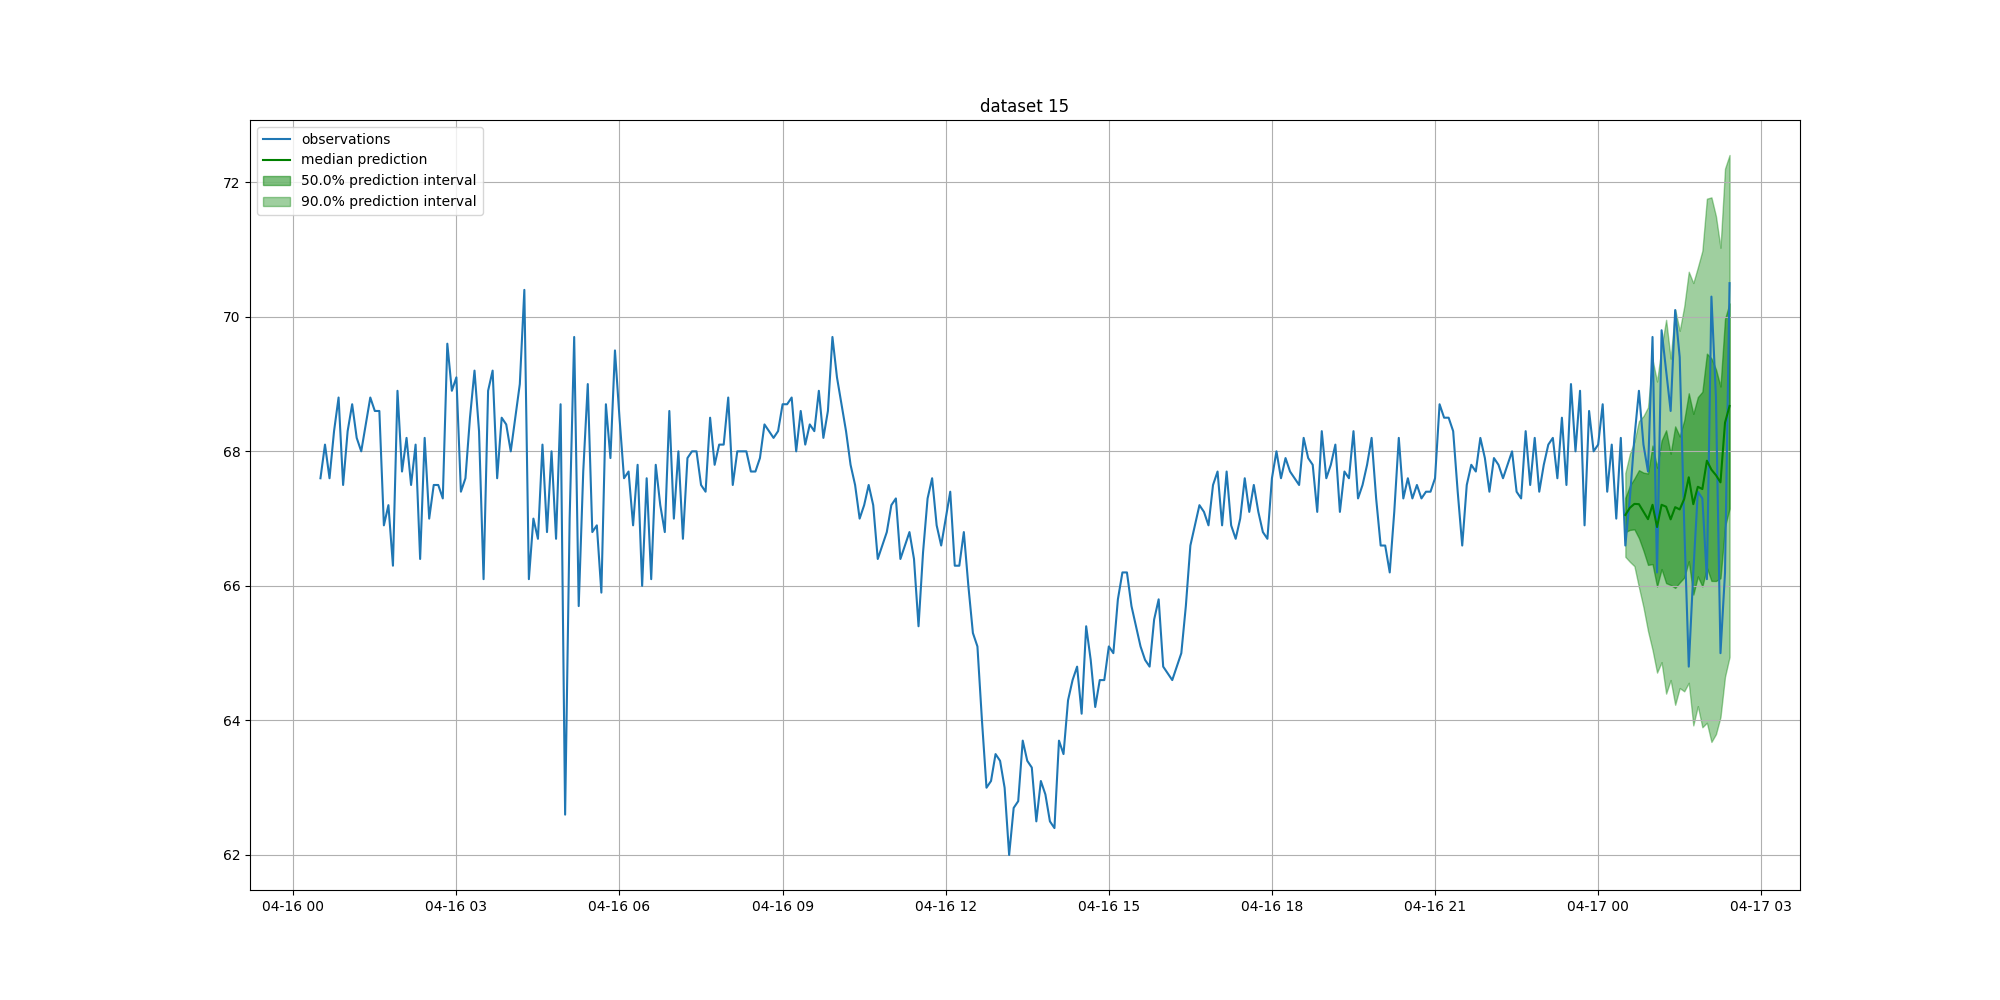 dataset 15
observations
median prediction
50.0% prediction interval
90.0% prediction interval
72
70
68
66
64
62
04-16 00 04-16 03 04-16 06 04-16 09 04-16 12 04-16 15 04-16 18 04-16 21 04-17 00 04-17 03